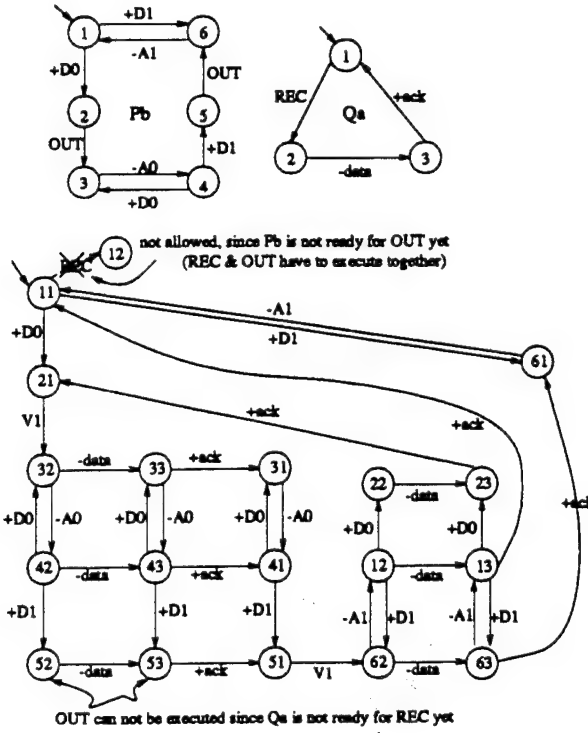 +D1
1
6
-A1
+D0
OUT
2
Pb
5
OUT
+D1
3
-A0
4
+D0
1
REC
+ack
Qa
2
-data
3
REC
12
not allowed, since Pb is not ready for OUT yet
(REC & OUT have to execute together)
11
-A1
+D1
61
+D0
21
V1
+ack
+ack
+ack
32
-data
33
+ack
31
22
-data
23
+D0
-A0
+D0
-A0
+D0
-A0
+D0
+D0
42
-data
43
+ack
41
12
-data
13
+D1
+D1
+D1
-A1
+D1
-A1
+D1
52
-data
53
+ack
51
V1
62
-data
63
OUT can not be executed since Qa is not ready for REC yet